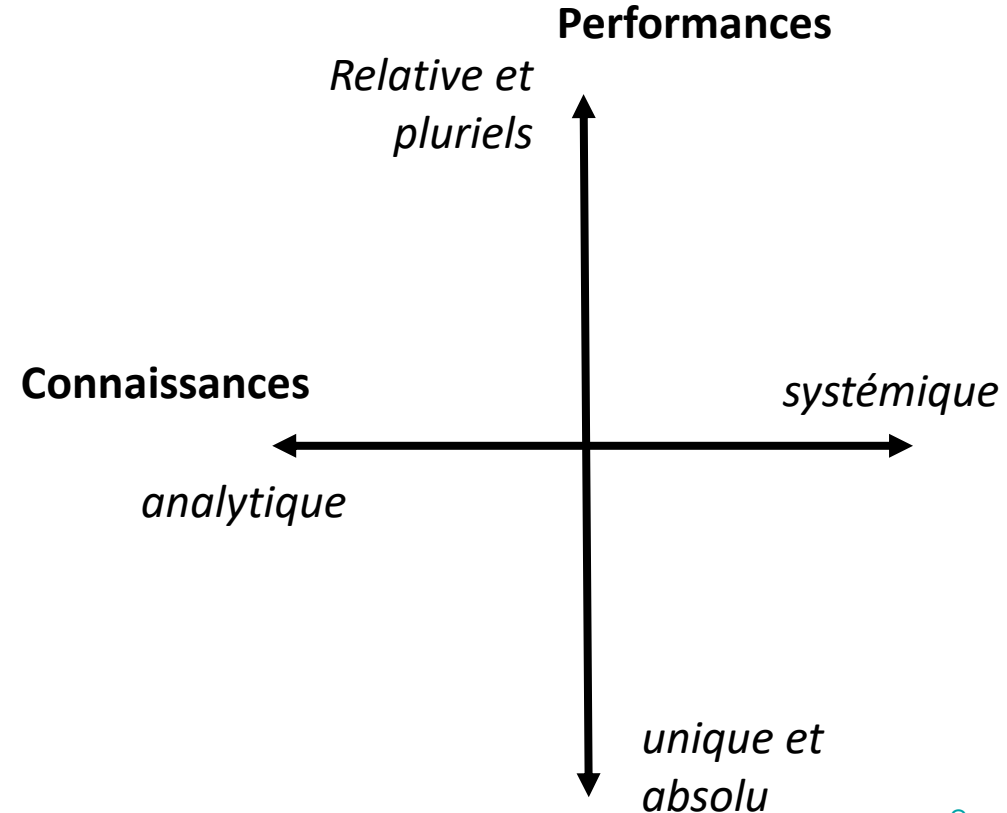 Performances
Relative et
pluriels
Connaissances
systémique
analytique
unique et
absolu